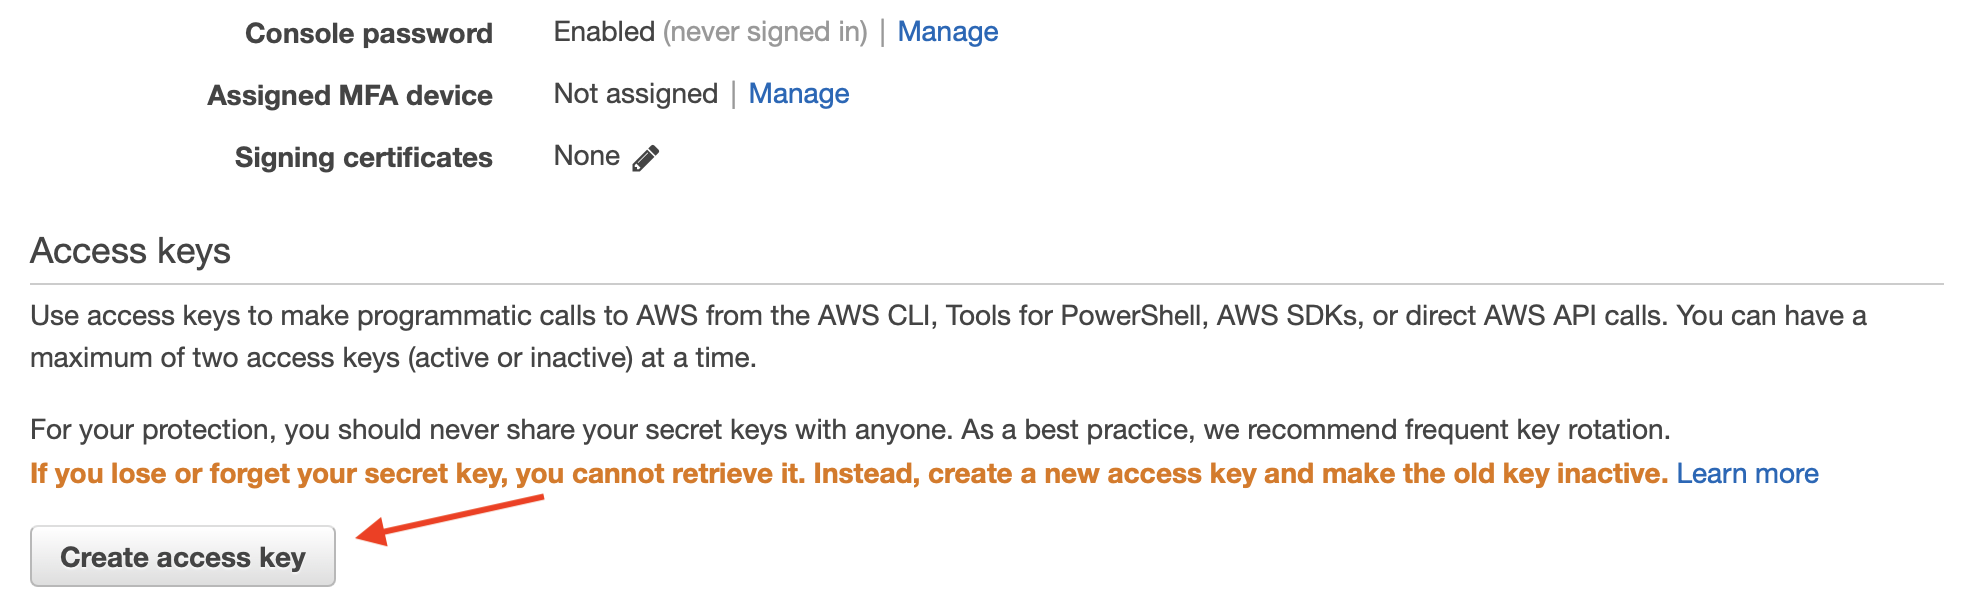 Console password Enabled (never signed in) | Manage
Assigned MFA device Not assigned | Manage
Signing certificates None
Access keys
Use access keys to make programmatic calls to AWS from the AWS CLI, Tools for PowerShell, AWS SDKs, or direct AWS API calls. You can have a
maximum of two access keys (active or inactive) at a time.
For your protection, you should never share your secret keys with anyone. As a best practice, we recommend frequent key rotation.
If you lose or forget your secret key, you cannot retrieve it. Instead, create a new access key and make the old key inactive. Learn more
Create access key